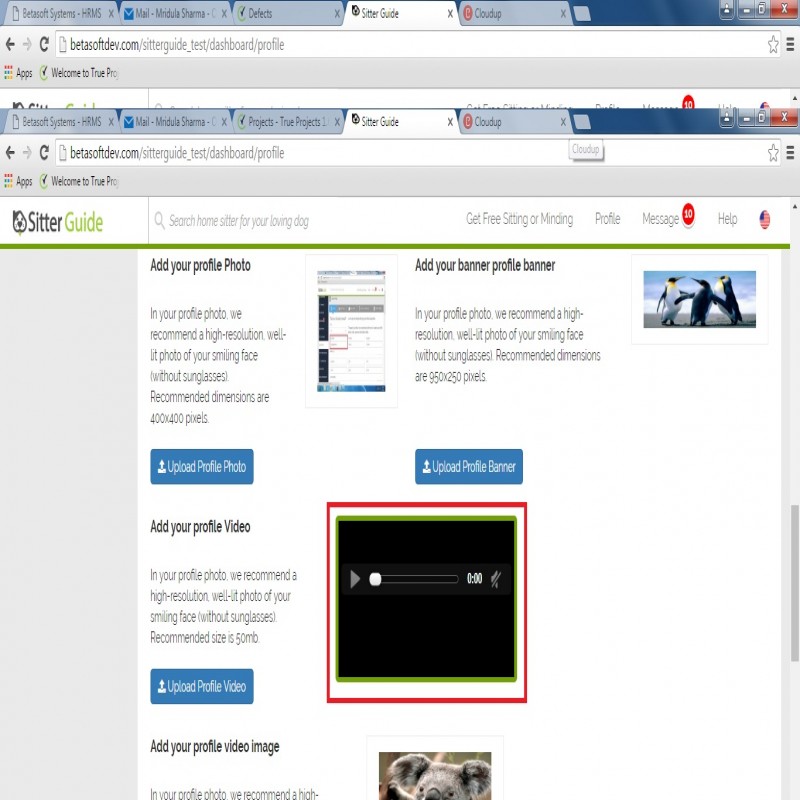 Betasoft Systems - HRMS
Mail - Mridula Sharma - O
Defects
Sitter Guide
Cloudup
betasoftdev.com/sitterguide_test/dashboard/profile
Apps
Welcome to True Pro
10
Betasoft Systems - HRMS
Mail - Mridula Sharma - O
Projects - True Projects 1.
Sitter Guide
Cloudup
betasoftdev.com/sitterguide_test/dashboard/profile
Cloudup
Apps
Welcome to True Pro
Sitter Guide
Search home sitter for your loving dog
Get Free Sitting or Minding
Profile
Message
10
Help
Add your profile Photo
In your profile photo, we
recommend a high-resolution, well-
lit photo of your smiling face
(without sunglasses).
Recommended dimensions are
400x400 pixels.
Upload Profile Photo
Add your banner profile banner
In your profile photo, we recommend a high-
resolution, well-lit photo of your smiling face
(without sunglasses). Recommended dimensions
are 950x250 pixels.
Upload Profile Banner
Add your profile Video
In your profile photo, we recommend a
high-resolution, well-lit photo of your
smiling face (without sunglasses).
Recommended size is 50mb.
Upload Profile Video
0:00
Add your profile video image
In your profile photo, we recommend a high-